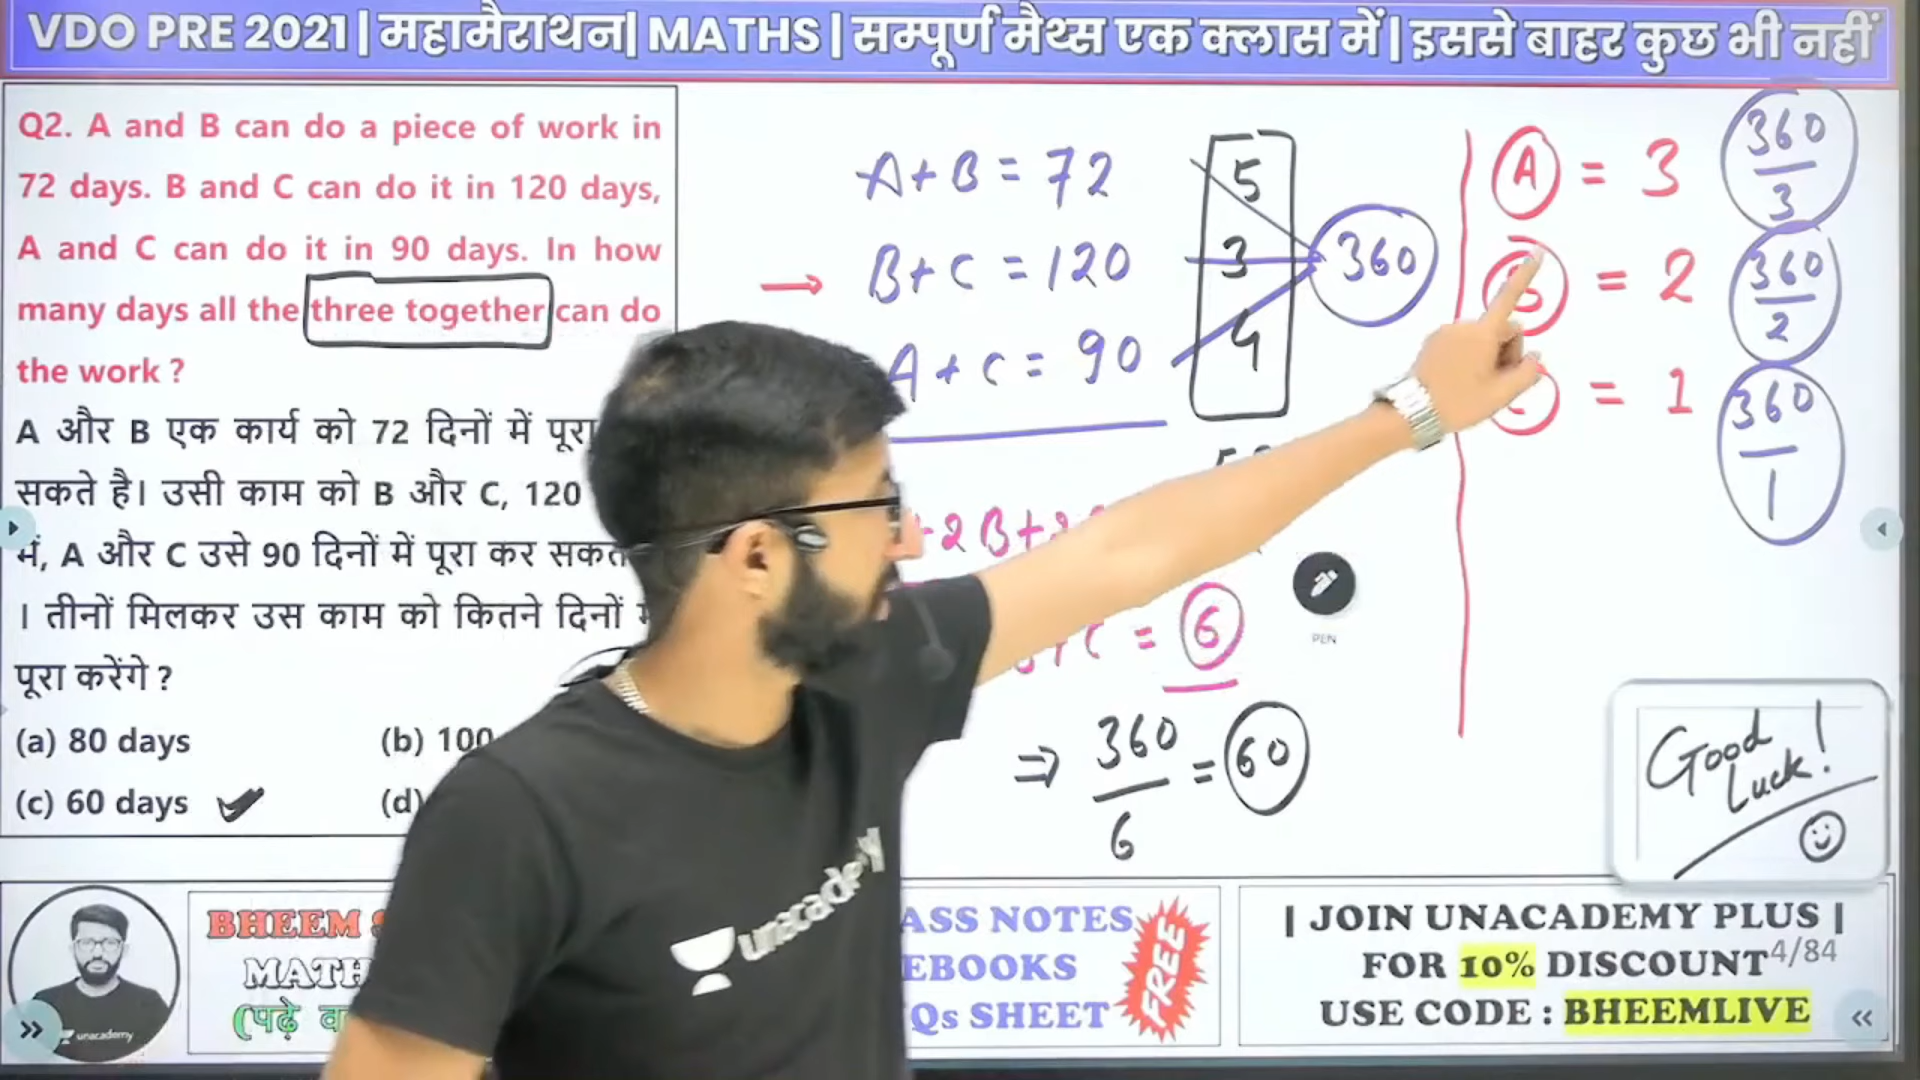 VDO PRE 2021 | महामैराथन| MATHS | सम्पूर्ण मैथ्स एक क्लास में | इससे बाहर कुछ भी नहीं
Q2. A and B can do a piece of work in
72 days. B and C can do it in 120 days,
A and C can do it in 90 days. In how
many days all the three together can do
the work ?
A और B एक कार्य को 72 दिनों में पूरा
सकते है। उसी काम को B और C, 120
में, A और C उसे 90 दिनों में पूरा कर
। तीनों मिलकर उस काम को कितने दिनों
पूरा करेंगे ?
(a) 80 days
(b) 100
(c) 60 days
(d)
A + B = 72
5
B + C = 120
3
360
A + C = 90
4
+2B+2
+C = 6
⇒ 360/6 = 60
A = 3
360/3
B = 2
360/2
= 1
360/1
PEN
Good
Luck!
BHEEM
MATH
unacademy
unacademy
EBOOKS
NOTES
SHEET
FREE
| JOIN UNACADEMY PLUS |
FOR 10% DISCOUNT
4/84
USE CODE : BHEEMLIVE